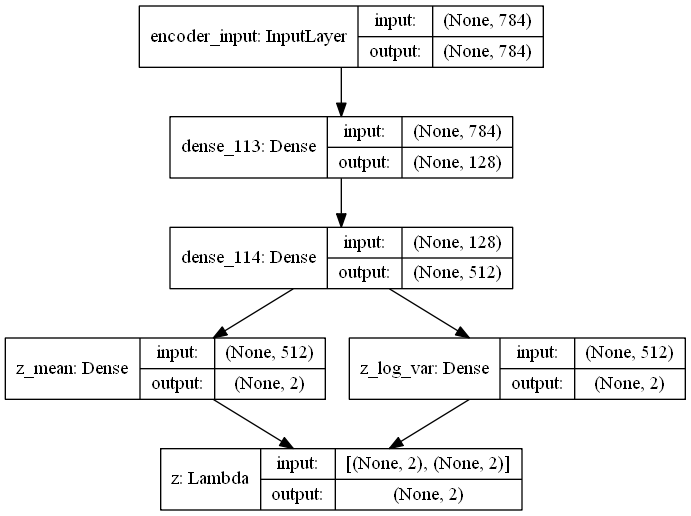 encoder_input: InputLayer
input: (None, 784)
output: (None, 784)
dense_113: Dense
input: (None, 784)
output: (None, 128)
dense_114: Dense
input: (None, 128)
output: (None, 512)
z_mean: Dense
input: (None, 512)
output: (None, 2)
z_log_var: Dense
input: (None, 512)
output: (None, 2)
z: Lambda
input: [(None, 2), (None, 2)]
output: (None, 2)